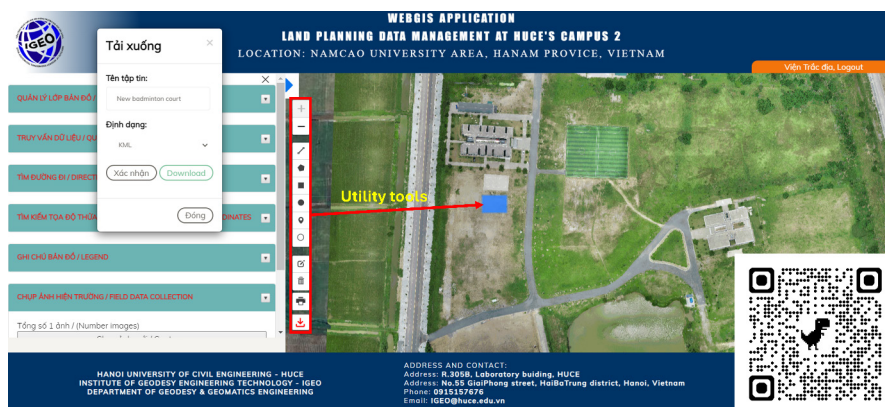 IGEO
WEBGIS APPLICATION
LAND PLANNING DATA MANAGEMENT AT HUCE'S CAMPUS 2
LOCATION: NAMCAO UNIVERSITY AREA, HANAM PROVICE, VIETNAM
Viện Trắc địa, Logout
Tải xuống ×
Tên tập tin:
New badminton court
Định dạng:
KML
Xác nhận Download
Đóng
QUẢN LÝ LỚP BẢN ĐỒ /
TRUY VẤN DỮ LIỆU / QU
TÌM ĐƯỜNG ĐI / DIRECTI
TÌM KIẾM TỌA ĐỘ THỬA DINATES
GHI CHÚ BẢN ĐỒ / LEGEND
CHỤP ẢNH HIỆN TRƯỜNG / FIELD DATA COLLECTION
Tổng số 1 ảnh / (Number images)
Utility tools
HANOI UNIVERSITY OF CIVIL ENGINEERING - HUCE
INSTITUTE OF GEODESY ENGINEERING TECHNOLOGY - IGEO
DEPARTMENT OF GEODESY & GEOMATICS ENGINEERING
ADDRESS AND CONTACT:
Address: R.305B, Laboratory buiding, HUCE
Address: No.55 GiaiPhong street, HaiBaTrung district, Hanoi, Vietnam
Phone: 0915157676
Email: IGEO@huce.edu.vn